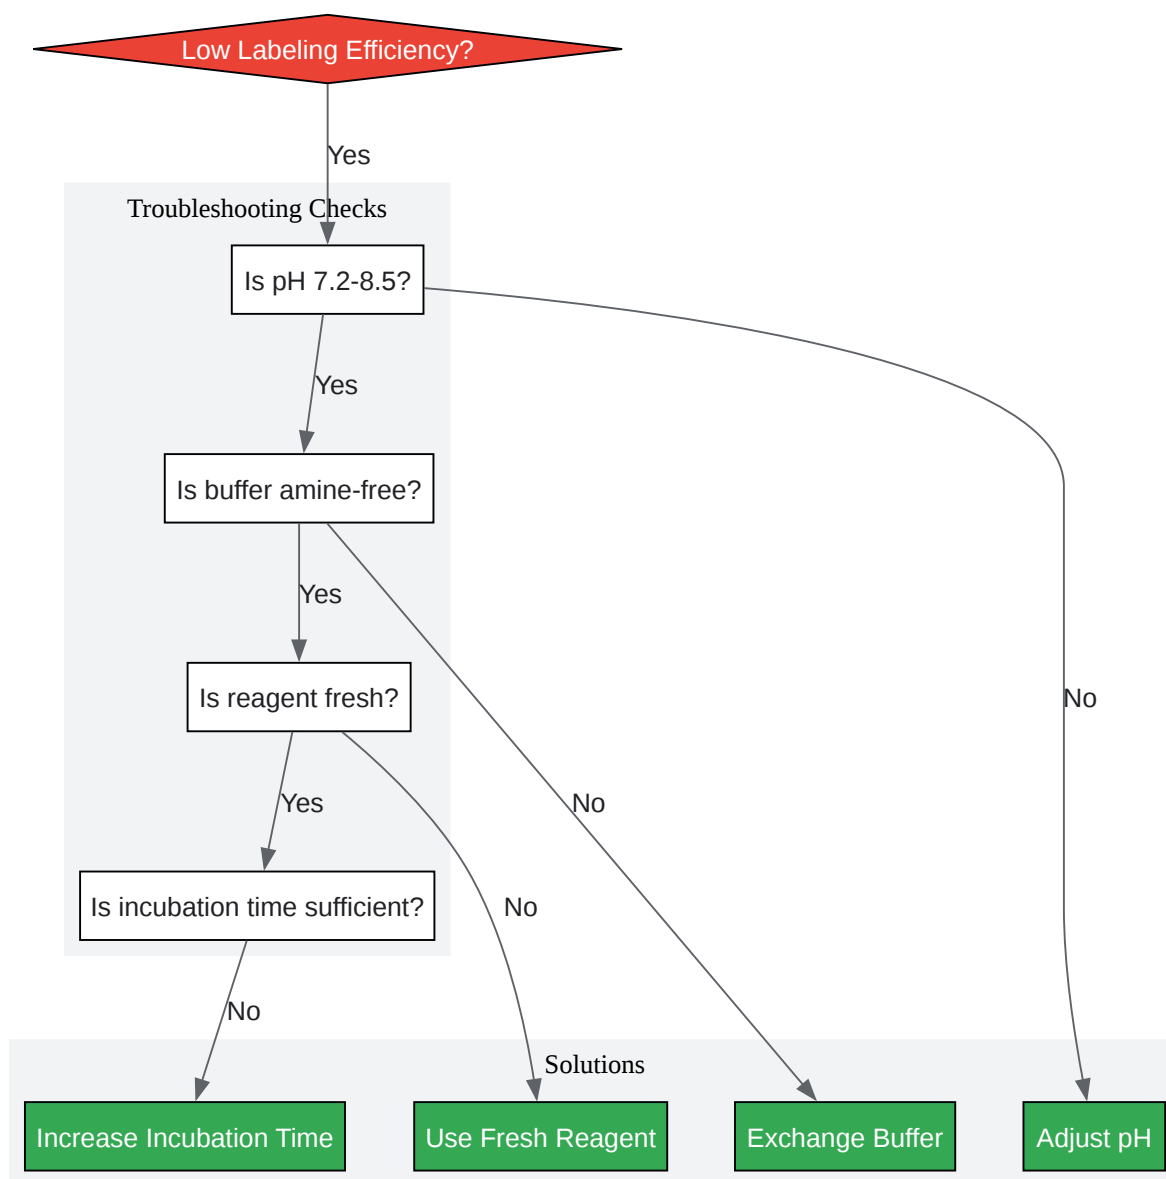 Low Labeling Efficiency?
Yes
Troubleshooting Checks
Is pH 7.2-8.5?
Yes
Is buffer amine-free?
Yes
Is reagent fresh?
No
Yes
No
Is incubation time sufficient?
No
No
Solutions
Increase Incubation Time
Use Fresh Reagent
Exchange Buffer
Adjust pH